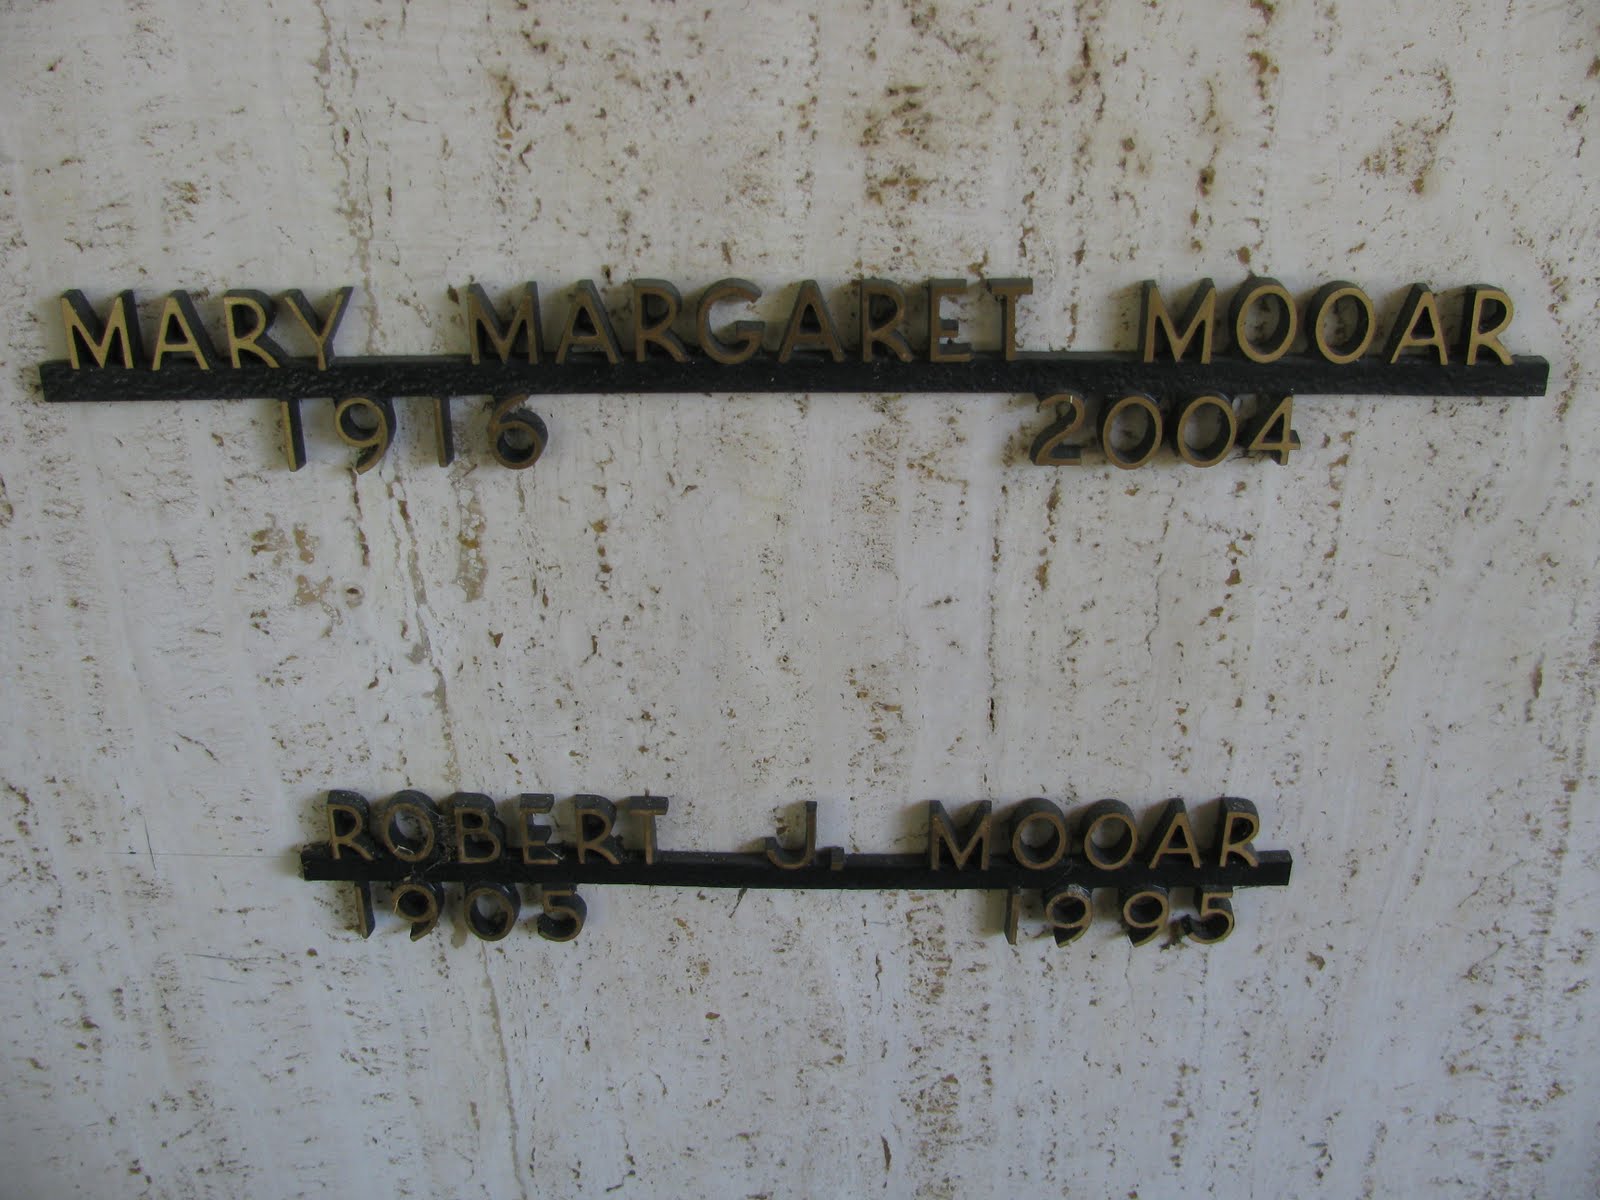 MARY MARGARET MOOAR
1916 2004
ROBERT J. MOOAR
1905 1995